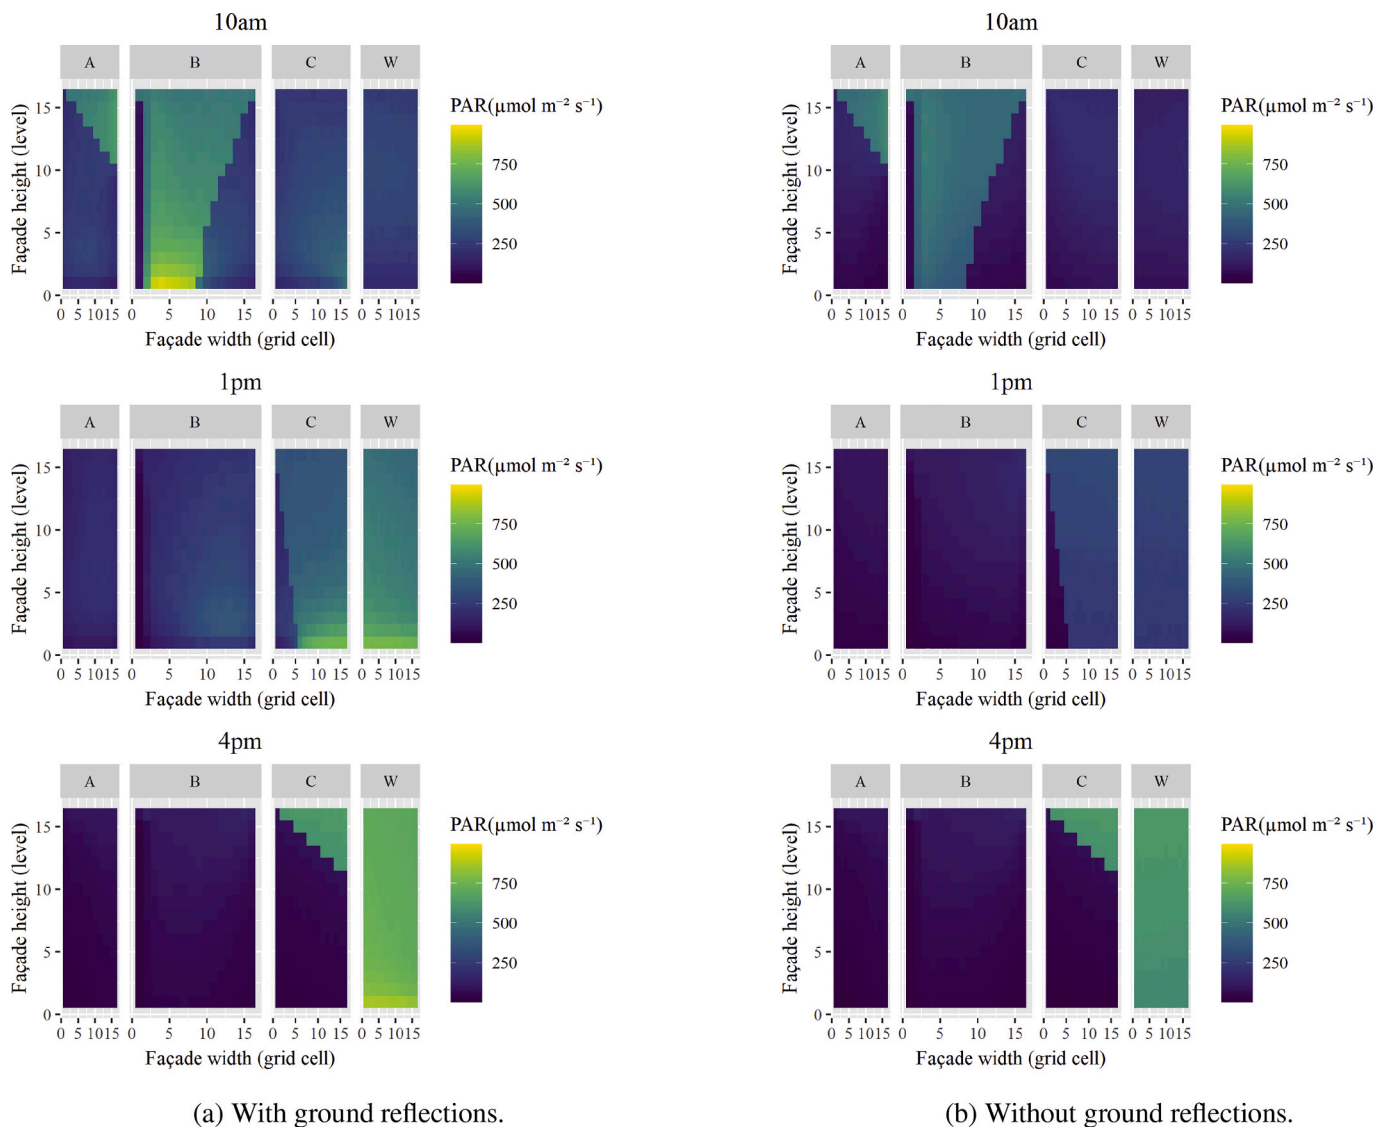 10am
A B C W
Façade height (level)
15
10
5
0
0 5 1015 0 5 10 15 0 5 10 15 0 5 1015
Façade width (grid cell)
PAR(μmol m⁻² s⁻¹)
750
500
250
10am
A B C W
Façade height (level)
15
10
5
0
0 5 1015 0 5 10 15 0 5 10 15 0 5 1015
Façade width (grid cell)
PAR(μmol m⁻² s⁻¹)
750
500
250
1pm
A B C W
Façade height (level)
15
10
5
0
0 5 1015 0 5 10 15 0 5 10 15 0 5 1015
Façade width (grid cell)
PAR(μmol m⁻² s⁻¹)
750
500
250
1pm
A B C W
Façade height (level)
15
10
5
0
0 5 1015 0 5 10 15 0 5 10 15 0 5 1015
Façade width (grid cell)
PAR(μmol m⁻² s⁻¹)
750
500
250
4pm
A B C W
Façade height (level)
15
10
5
0
0 5 1015 0 5 10 15 0 5 10 15 0 5 1015
Façade width (grid cell)
PAR(μmol m⁻² s⁻¹)
750
500
250
4pm
A B C W
Façade height (level)
15
10
5
0
0 5 1015 0 5 10 15 0 5 10 15 0 5 1015
Façade width (grid cell)
PAR(μmol m⁻² s⁻¹)
750
500
250
(a) With ground reflections.
(b) Without ground reflections.